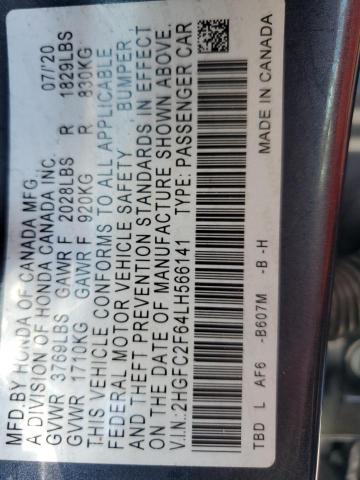 MFD. BY HONDA OF CANADA MFG. 07/'20
A DIVISION OF HONDA CANADA INC.
GVWR 3769LBS GAWR F 2028LBS R 1829LBS
GVWR 1710KG GAWR F 920KG R 830KG
THIS VEHICLE CONFORMS TO ALL APPLICABLE
FEDERAL MOTOR VEHICLE SAFETY BUMPER
AND THEFT PREVENTION STANDARDS IN EFFECT
ON THE DATE OF MANUFACTURE SHOWN ABOVE.
V.I.N.:2HGFC2F64LH566141 TYPE: PASSENGER CAR
TBD L AF6 -B607M -B -H MADE IN CANADA